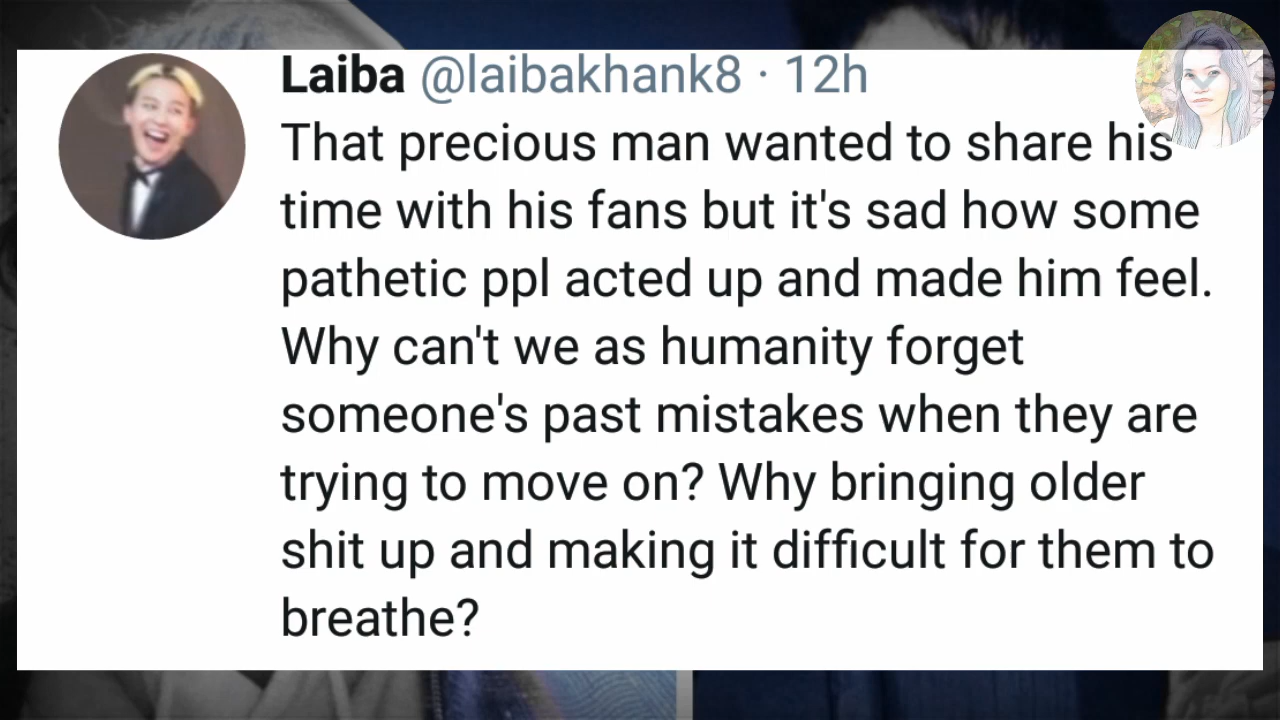 Laiba @laibakhank8 · 12h
That precious man wanted to share his
time with his fans but it's sad how some
pathetic ppl acted up and made him feel.
Why can't we as humanity forget
someone's past mistakes when they are
trying to move on? Why bringing older
shit up and making it difficult for them to
breathe?